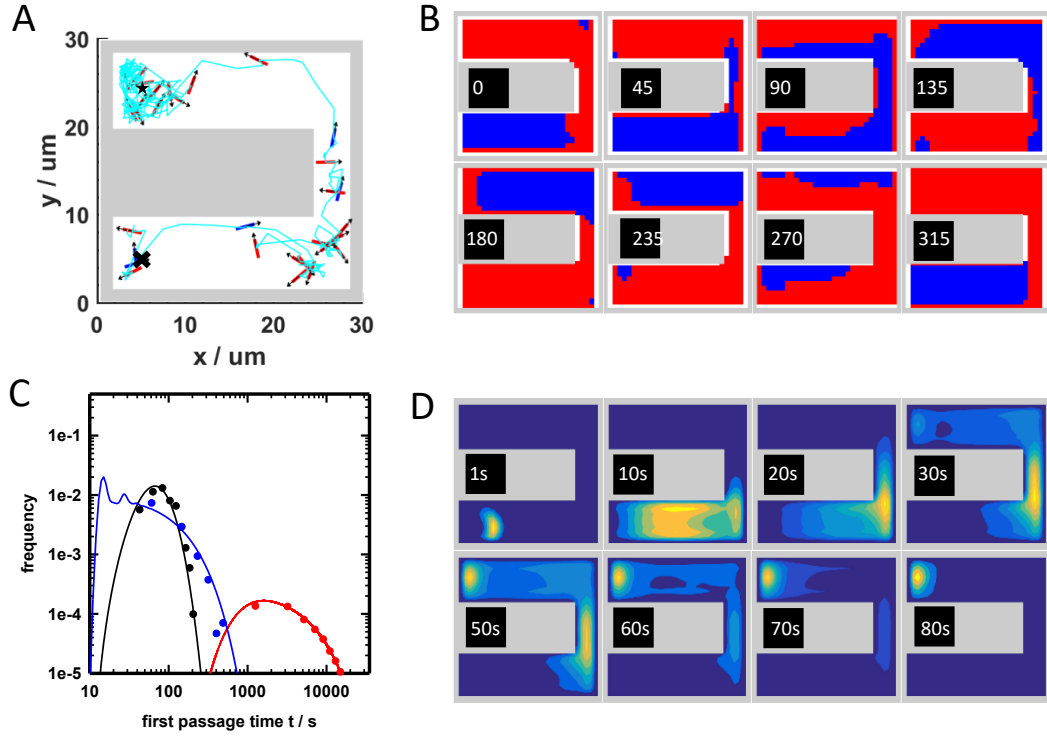 A
30
20
10
0
y / um
0
10
20
30
x / um
B
0
45
90
135
180
235
270
315
C
1e-1
1e-2
1e-3
1e-4
1e-5
frequency
10
100
1000
10000
first passage time t / s
D
1s
10s
20s
30s
50s
60s
70s
80s